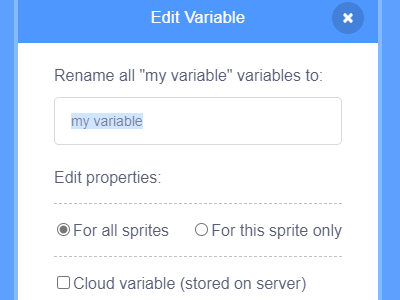 Edit Variable
Rename all "my variable" variables to:
my variable
Edit properties:
For all sprites For this sprite only
Cloud variable (stored on server)